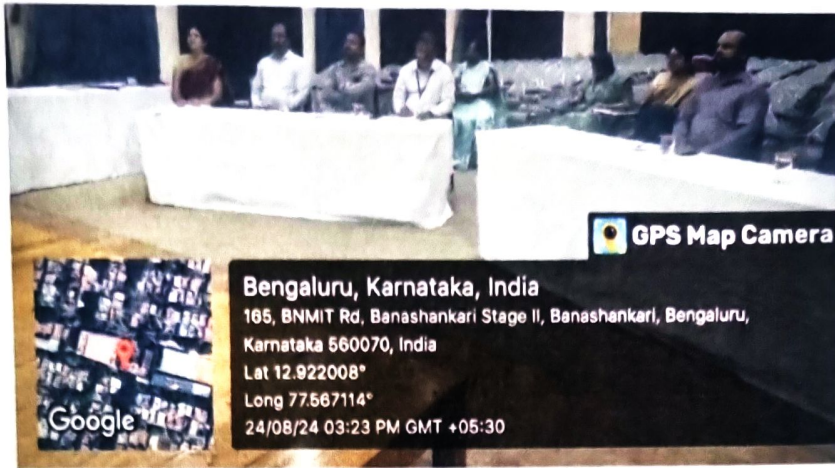 GPS Map Camera
Bengaluru, Karnataka, India
165, BNMIT Rd, Banashankari Stage II, Banashankari, Bengaluru,
Karnataka 560070, India
Lat 12.922008°
Long 77.567114°
24/08/24 03:23 PM GMT +05:30
Google